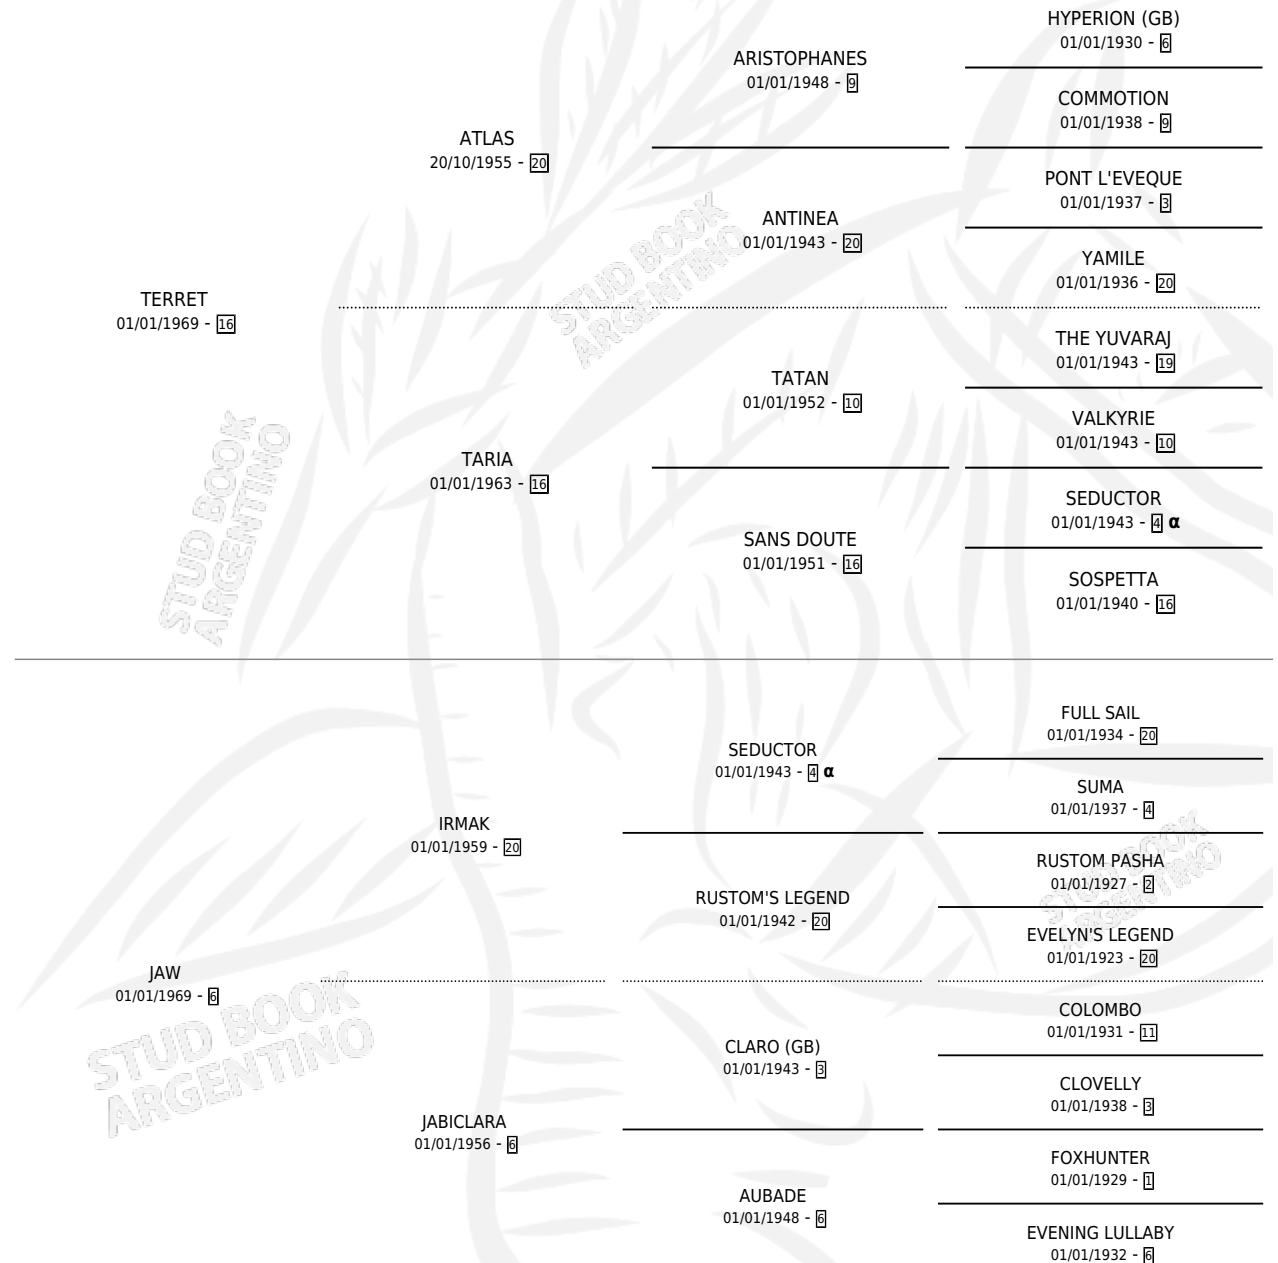 HYPERION (GB)
01/01/1930 - 6
ARISTOPHANES
01/01/1948 - 9
COMMOTION
01/01/1938 - 9
ATLAS
20/10/1955 - 20
PONT L'EVEQUE
01/01/1937 - 3
ANTINEA
01/01/1943 - 20
YAMILE
01/01/1936 - 20
STUD BOOK
ARGENTINO
TERRET
01/01/1969 - 16
THE YUVARAJ
01/01/1943 - 19
TATAN
01/01/1952 - 10
VALKYRIE
01/01/1943 - 10
TARIA
01/01/1963 - 16
SEDUCTOR
01/01/1943 - 4 α
SANS DOUTE
01/01/1951 - 16
SOSPETTA
01/01/1940 - 16
STUD BOOK
ARGENTINO
FULL SAIL
01/01/1934 - 20
SEDUCTOR
01/01/1943 - 4 α
SUMA
01/01/1937 - 4
IRMAK
01/01/1959 - 20
RUSTOM PASHA
01/01/1927 - 2
RUSTOM'S LEGEND
01/01/1942 - 20
EVELYN'S LEGEND
01/01/1923 - 20
STUD BOOK
ARGENTINO
JAW
01/01/1969 - 6
COLOMBO
01/01/1931 - 11
CLARO (GB)
01/01/1943 - 3
CLOVELLY
01/01/1938 - 3
STUD BOOK
ARGENTINO
JABICLARA
01/01/1956 - 6
FOXHUNTER
01/01/1929 - 1
AUBADE
01/01/1948 - 6
EVENING LULLABY
01/01/1932 - 6